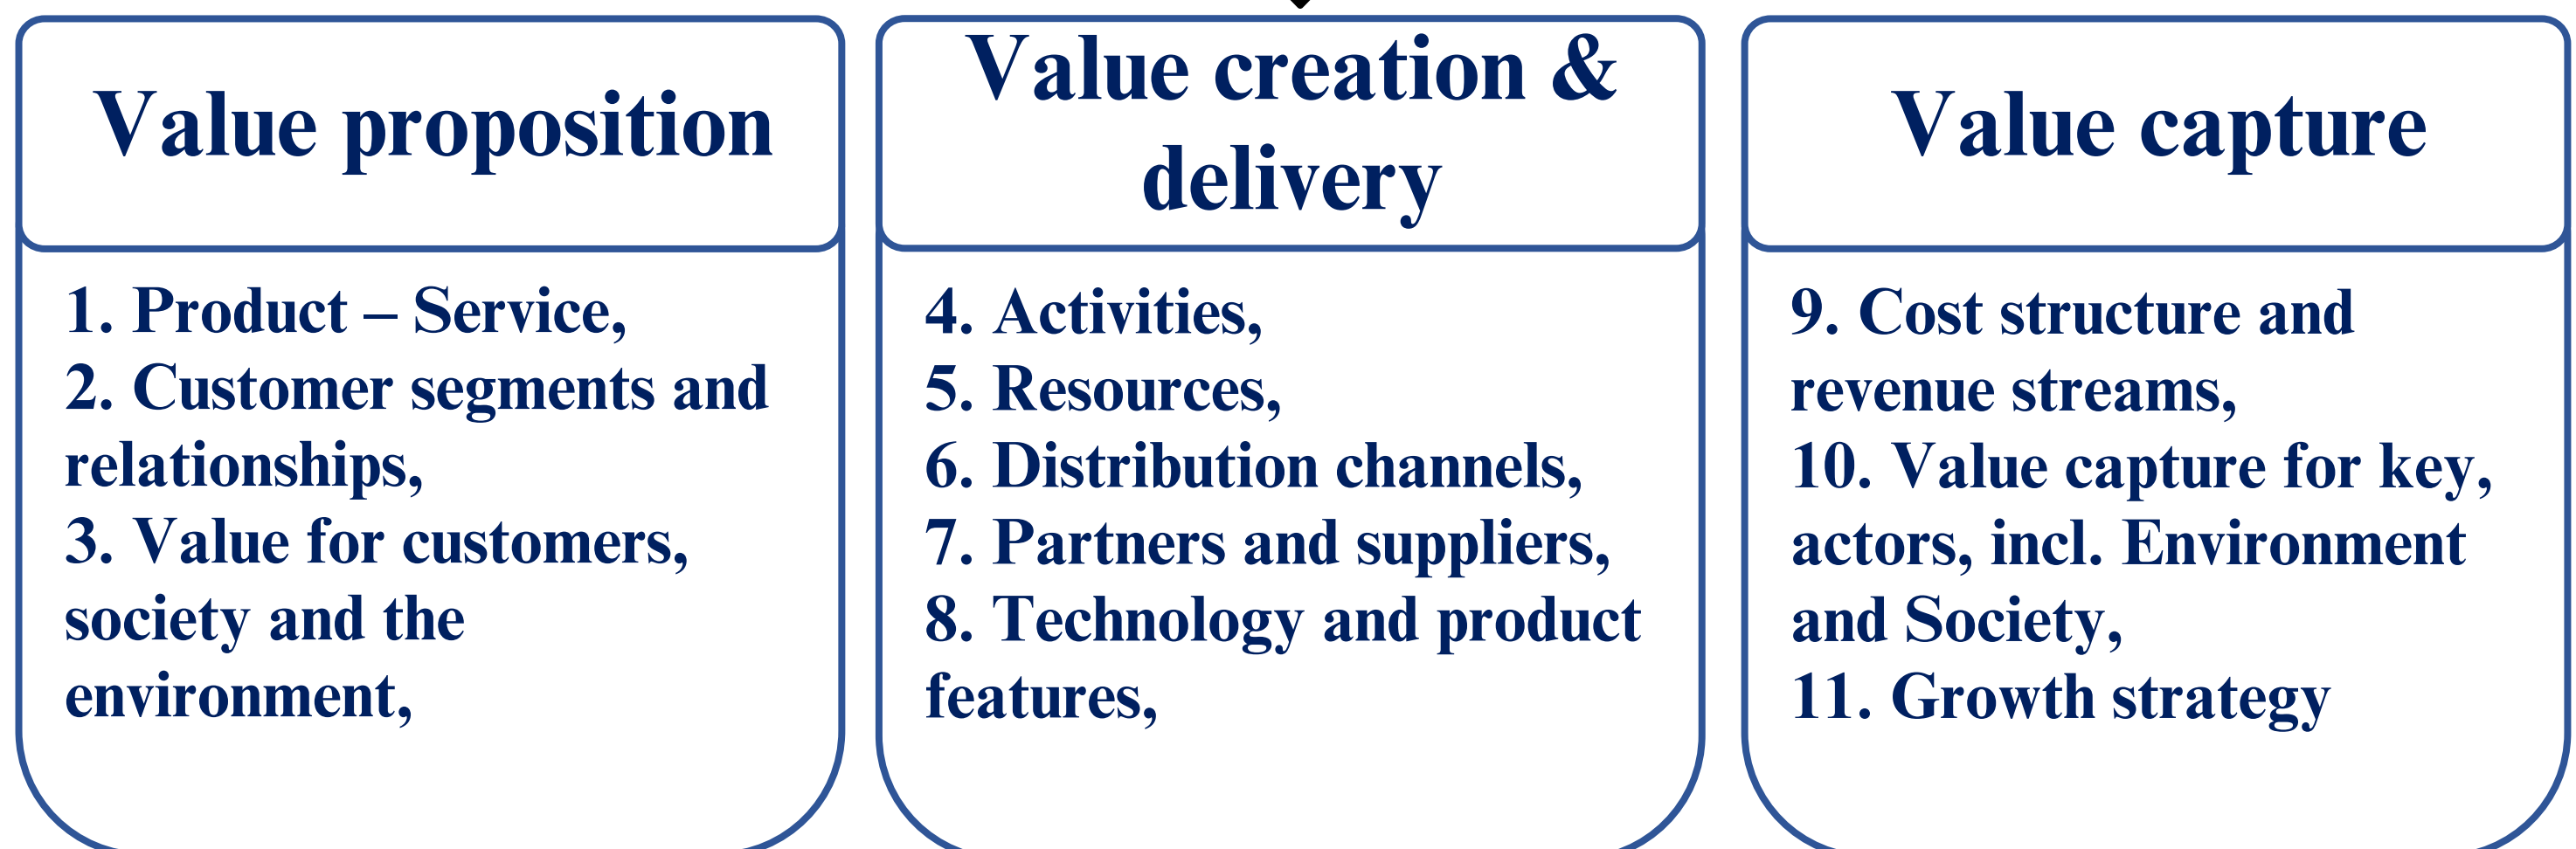 Value proposition
1. Product – Service,
2. Customer segments and
relationships,
3. Value for customers,
society and the
environment,
Value creation &
delivery
4. Activities,
5. Resources,
6. Distribution channels,
7. Partners and suppliers,
8. Technology and product
features,
Value capture
9. Cost structure and
revenue streams,
10. Value capture for key,
actors, incl. Environment
and Society,
11. Growth strategy